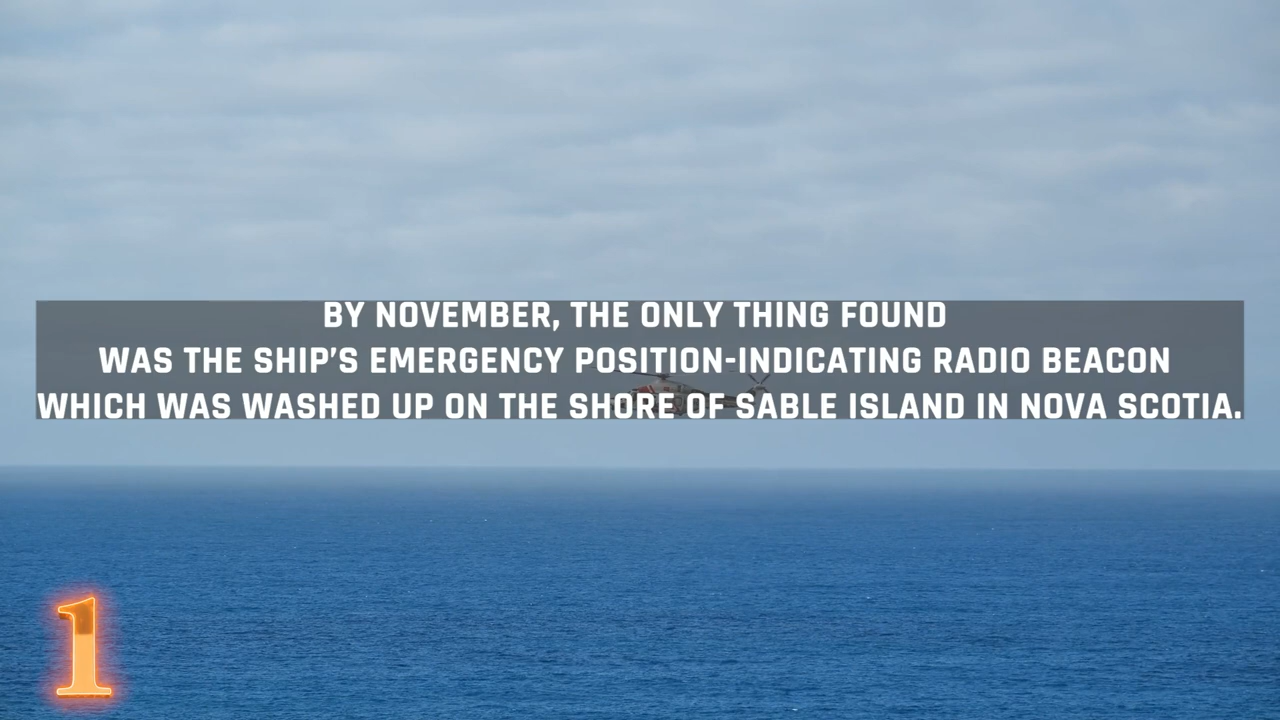 BY NOVEMBER, THE ONLY THING FOUND
WAS THE SHIP'S EMERGENCY POSITION-INDICATING RADIO BEACON
WHICH WAS WASHED UP ON THE SHORE OF SABLE ISLAND IN NOVA SCOTIA.
1